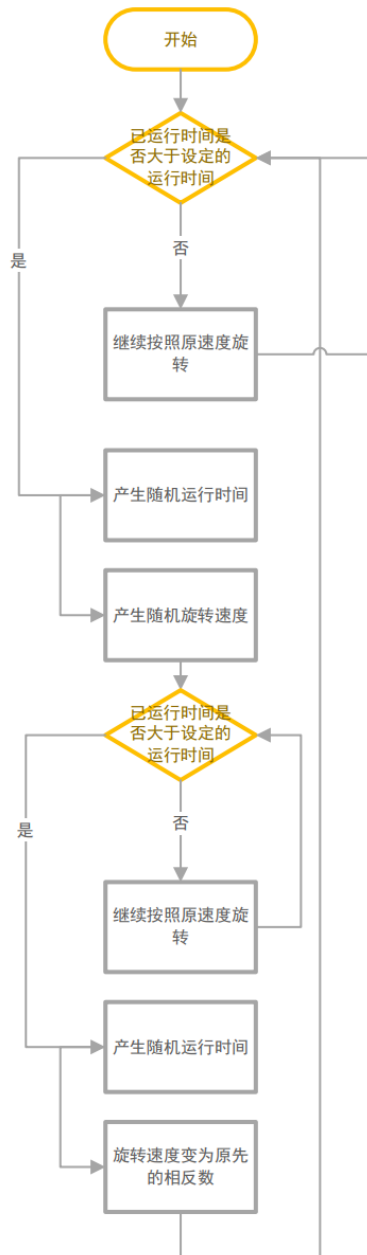 开始
已运行时间是
否大于设定的
运行时间
是
否
继续按照原速度旋
转
产生随机运行时间
产生随机旋转速度
已运行时间是
否大于设定的
运行时间
是
否
继续按照原速度旋
转
产生随机运行时间
旋转速度变为原先
的相反数